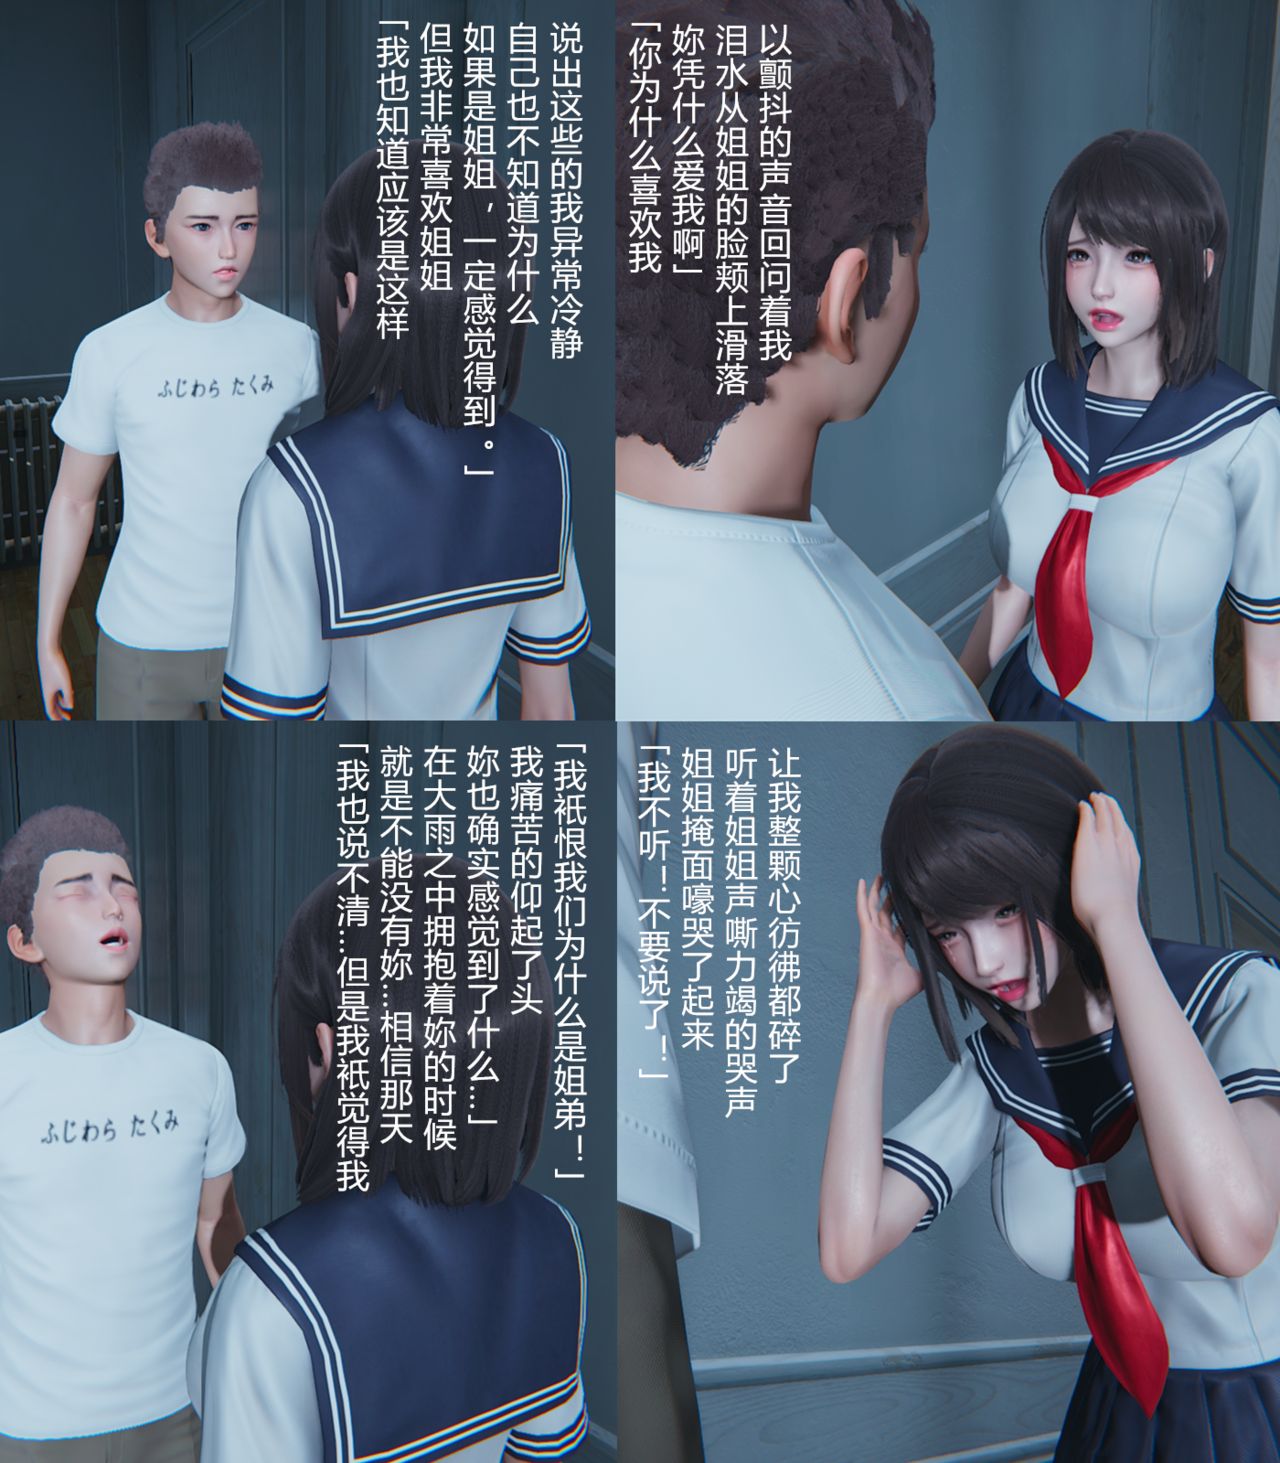 「我也知道应该是这样
但我非常喜欢姐姐
如果是姐姐，一定感觉得到。」
自己也不知道为什么
说出这些的我异常冷静
ふじわら たくみ
「你为什么喜欢我
妳凭什么爱我啊」
泪水从姐姐的脸颊上滑落
以颤抖的声音回问着我
「我也说不清…但是我祇觉得我
就是不能没有妳…相信那天
在大雨之中拥抱着妳的时候
妳也确实感觉到了什么…」
我痛苦的仰起了头
「我祇恨我们为什么是姐弟！」
ふじわら たくみ
「我不听！不要说了！」
姐姐掩面嚎哭了起来
听着姐姐声嘶力竭的哭声
让我整颗心彷彿都碎了